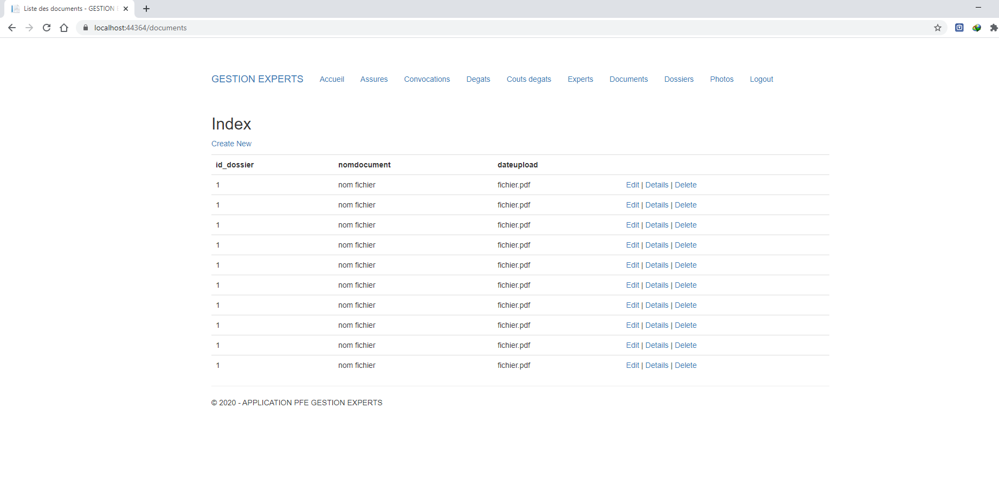 Liste des documents - GESTION
localhost:44364/documents
GESTION EXPERTS Accueil Assures Convocations Degats Couts degats Experts Documents Dossiers Photos Logout
Index
Create New
id_dossier nomdocument dateupload
1 nom fichier fichier.pdf Edit | Details | Delete
1 nom fichier fichier.pdf Edit | Details | Delete
1 nom fichier fichier.pdf Edit | Details | Delete
1 nom fichier fichier.pdf Edit | Details | Delete
1 nom fichier fichier.pdf Edit | Details | Delete
1 nom fichier fichier.pdf Edit | Details | Delete
1 nom fichier fichier.pdf Edit | Details | Delete
1 nom fichier fichier.pdf Edit | Details | Delete
1 nom fichier fichier.pdf Edit | Details | Delete
1 nom fichier fichier.pdf Edit | Details | Delete
© 2020 - APPLICATION PFE GESTION EXPERTS